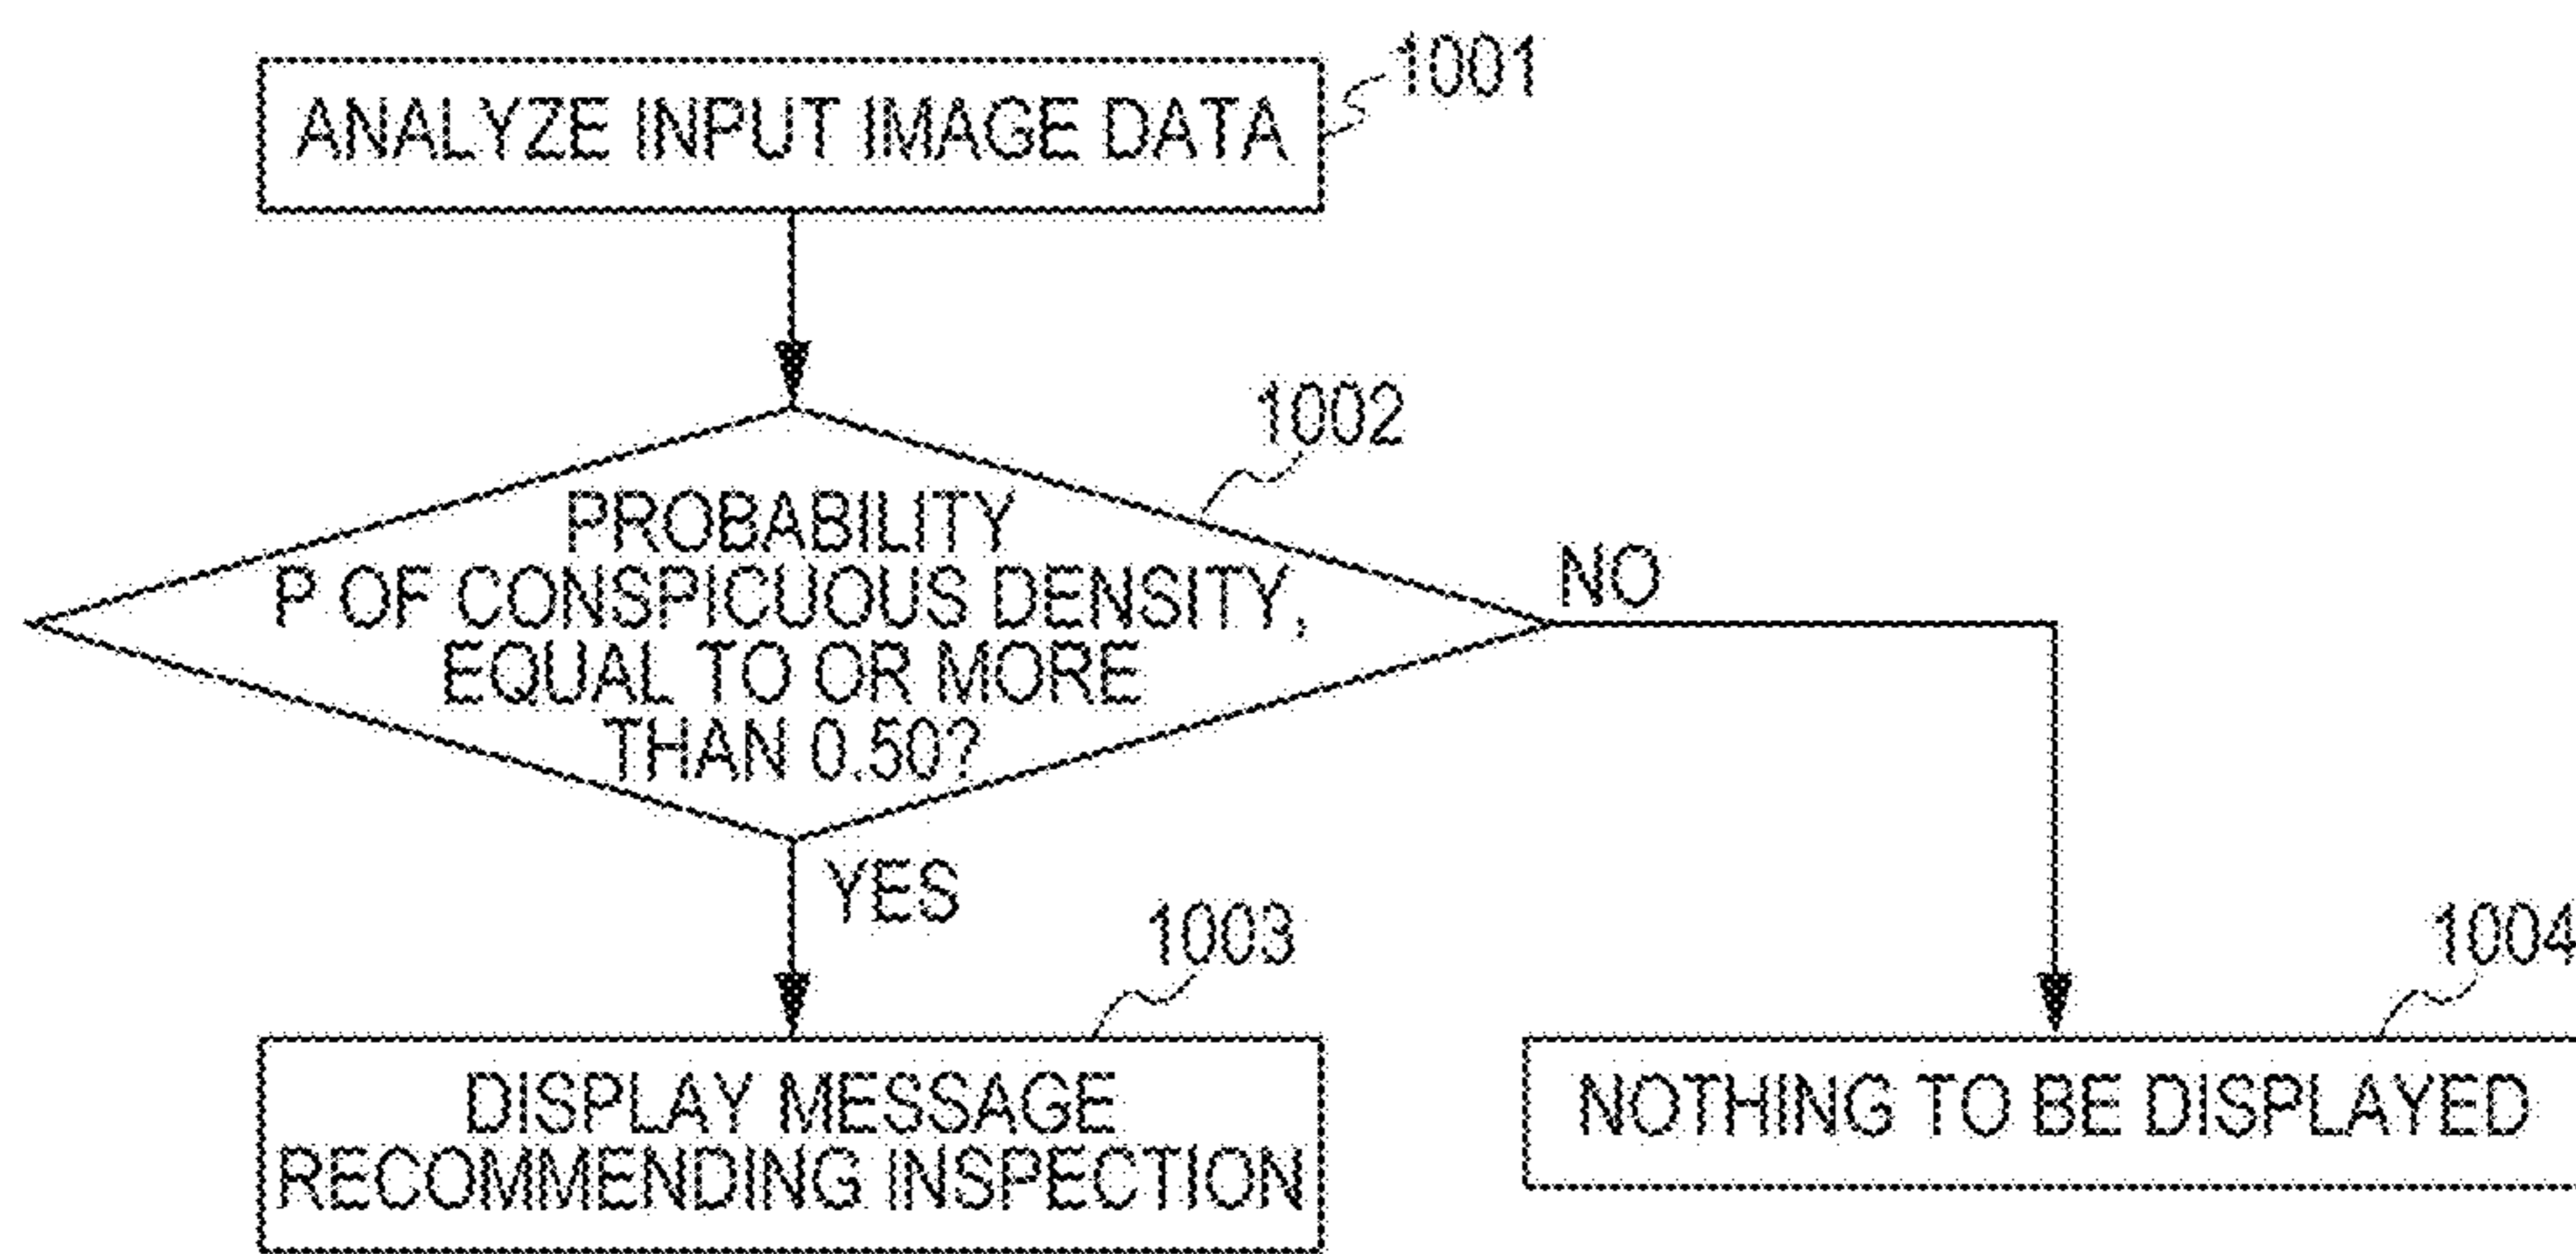 ANALYZE INPUT IMAGE DATA
1001
1002
PROBABILITY
P OF CONSPICUOUS DENSITY,
EQUAL TO OR MORE
THAN 0.50?
NO
YES
1003
DISPLAY MESSAGE
RECOMMENDING INSPECTION
1004
NOTHING TO BE DISPLAYED